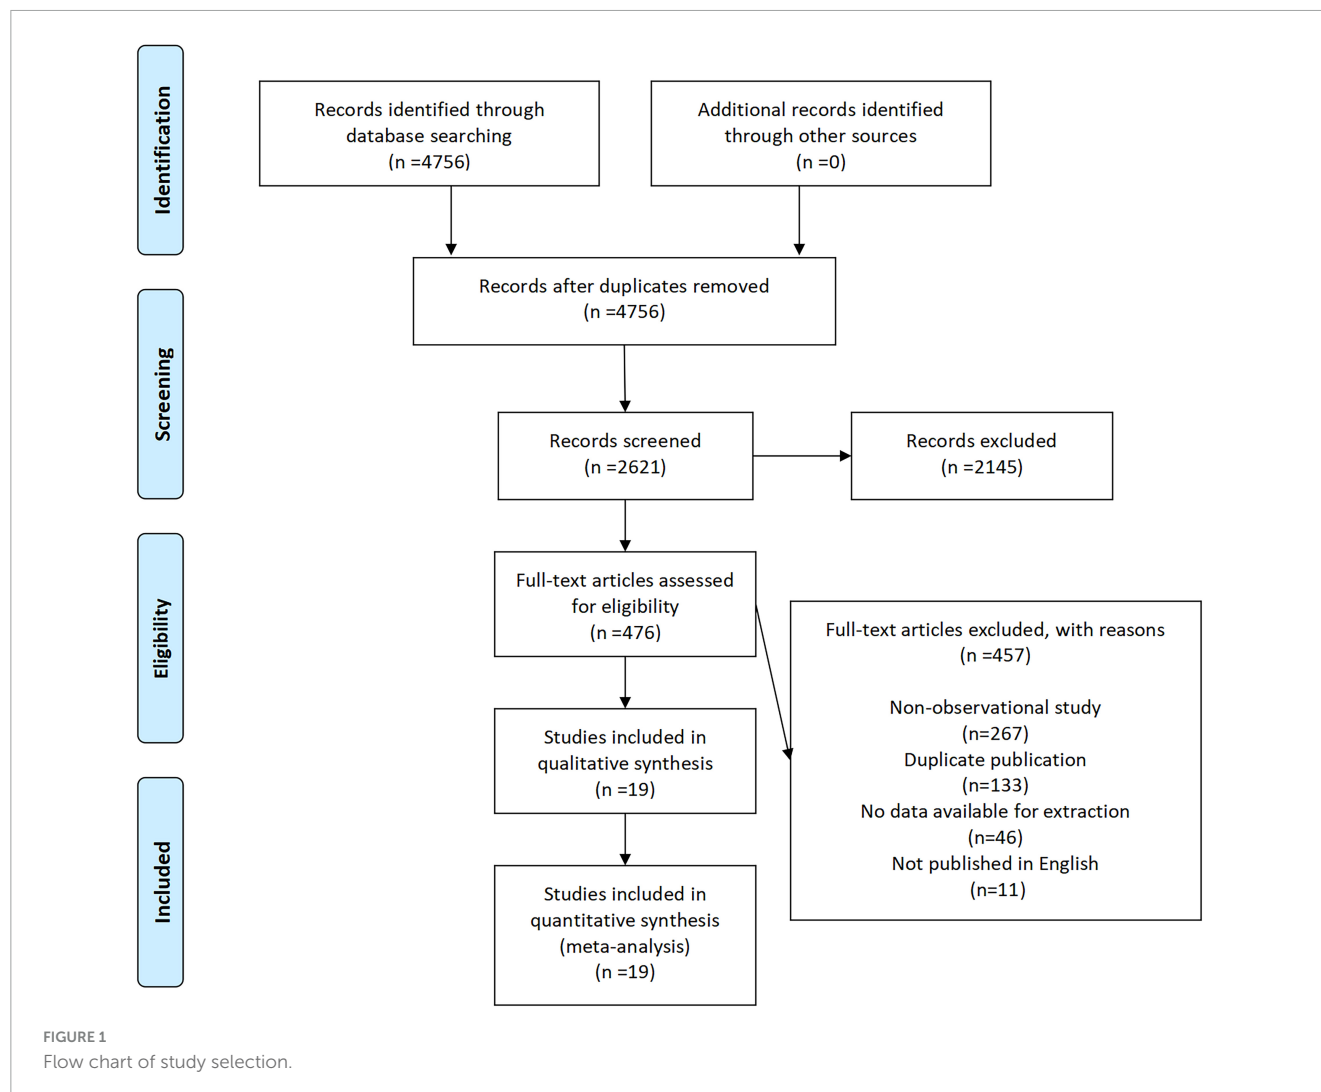 Identification
Records identified through
database searching
(n =4756)
Additional records identified
through other sources
(n =0)
Records after duplicates removed
(n =4756)
Screening
Records screened
(n =2621)
Records excluded
(n =2145)
Eligibility
Full-text articles assessed
for eligibility
(n =476)
Full-text articles excluded, with reasons
(n =457)
Non-observational study
(n=267)
Duplicate publication
(n=133)
No data available for extraction
(n=46)
Not published in English
(n=11)
Studies included in
qualitative synthesis
(n =19)
Included
Studies included in
quantitative synthesis
(meta-analysis)
(n =19)
FIGURE 1
Flow chart of study selection.